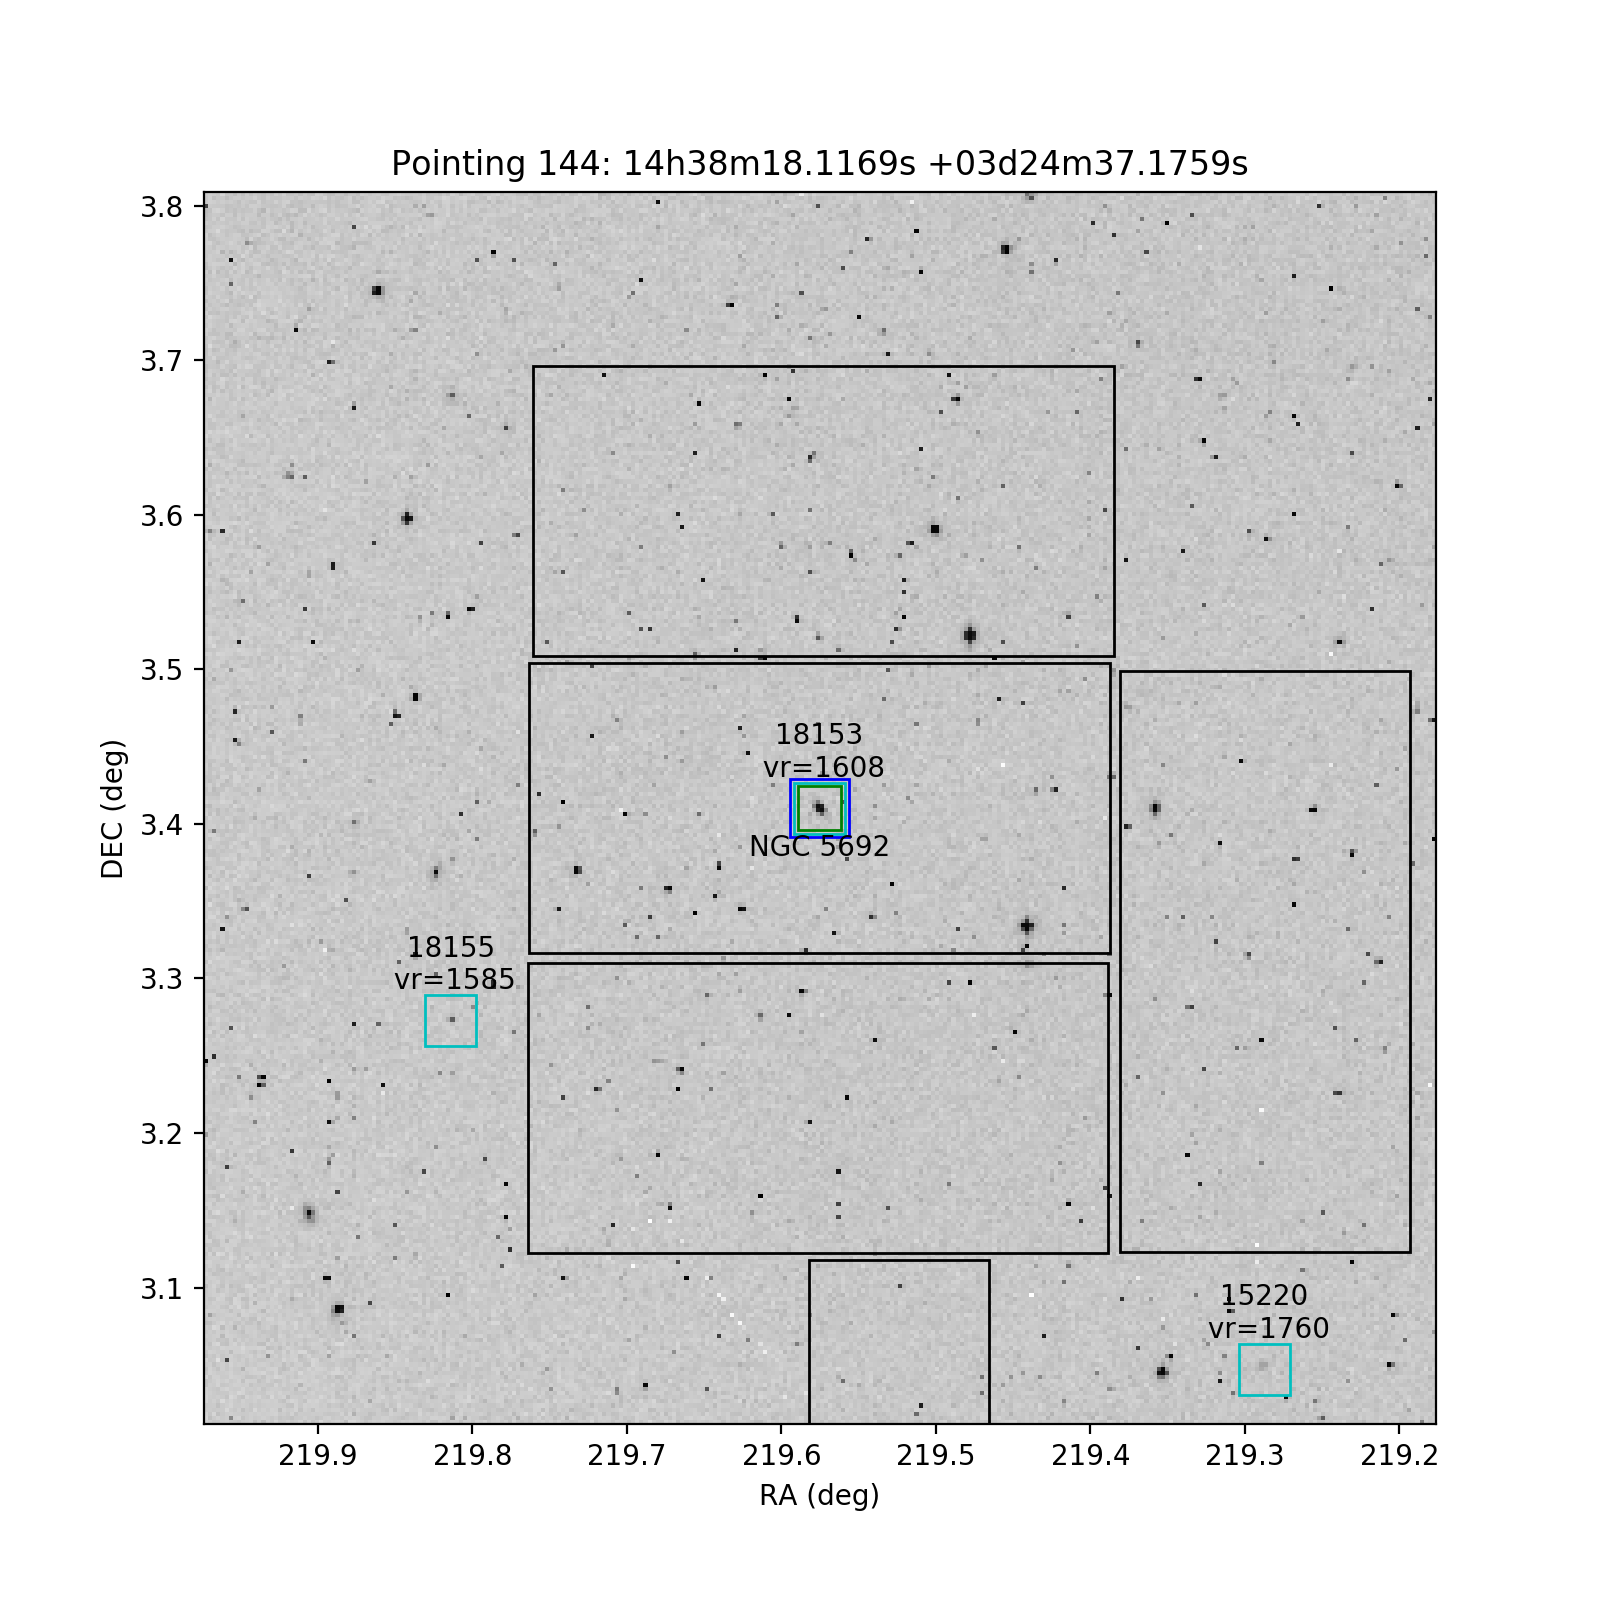 Pointing 144: 14h38m18.1169s +03d24m37.1759s
3.8
3.7
3.6
3.5
3.4
3.3
3.2
3.1
DEC (deg)
18153
vr=1608
NGC 5692
18155
vr=1585
15220
vr=1760
219.9 219.8 219.7 219.6 219.5 219.4 219.3 219.2
RA (deg)